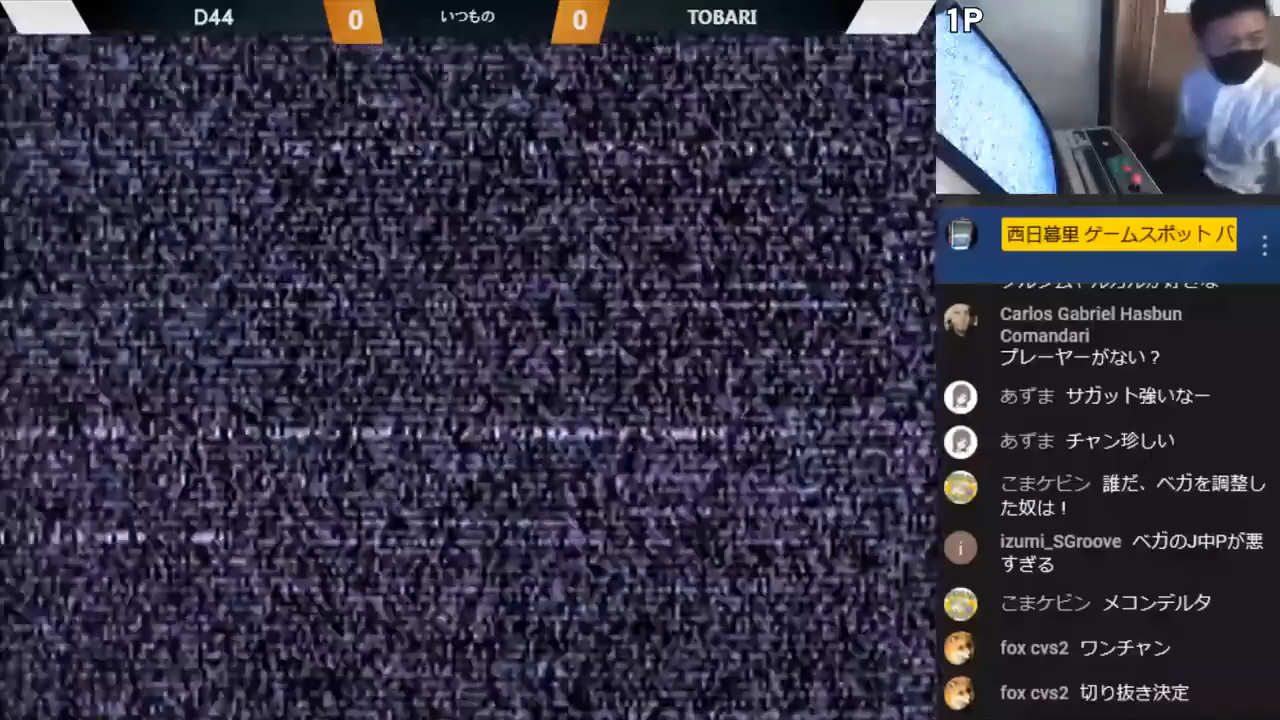 D44 0 いつもの 0 TOBARI
1P
西日暮里 ゲームスポット バ
Carlos Gabriel Hasbun
Comandari
プレーヤーがない？
あずま サガット強いなー
あずま チャン珍しい
こまケビン 誰だ、ベガを調整し
た奴は！
izumi_SGroove ベガのJ中Pが悪
すぎる
こまケビン メコンデルタ
fox cvs2 ワンチャン
fox cvs2 切り抜き決定